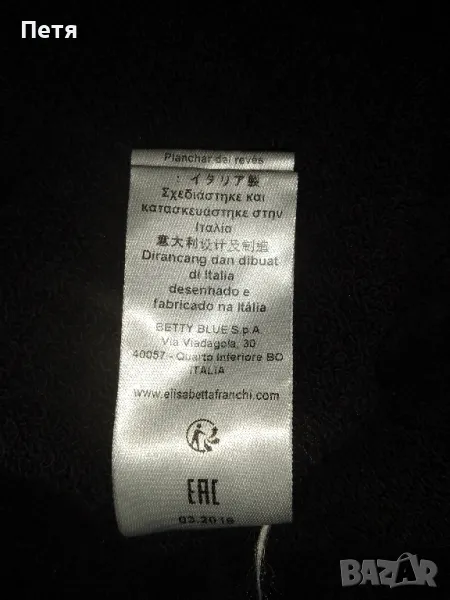 Петя
Planchar del revés
: イタリア製
Σχεδιάστηκε και
κατασκευάστηκε στην
Ιταλία
意大利设计及制造
Dirancang dan dibuat
di Italia
desenhado e
fabricado na Itália
BETTY BLUE S.p.A.
Via Viadagola, 30
40057 - Quarto Inferiore BO
ITALIA
www.elisabettafranchi.com
EAC
03.2016
BAZAR